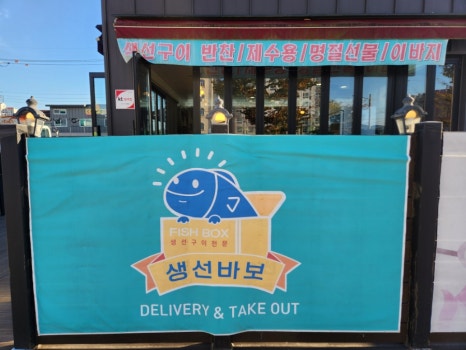 생선구이 반찬/제수용/명절선물/이바지
kt
FISH BOX
생선구이전문
생선바보
DELIVERY & TAKE OUT